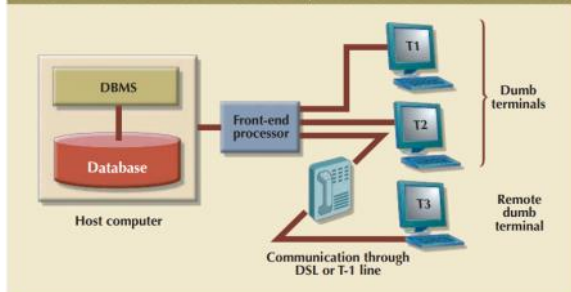 DBMS
Database
Host computer
Front-end
processor
T1
T2
T3
Dumb
terminals
Remote
dumb
terminal
Communication through
DSL or T-1 line